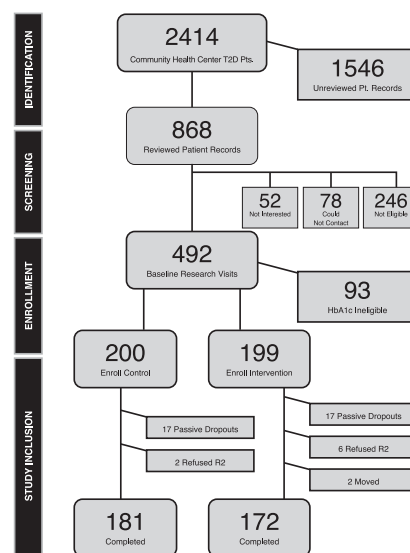 IDENTIFICATION
2414
Community Health Center T2D Pts.
1546
Unreviewed Pt. Records
868
Reviewed Patient Records
SCREENING
52
Not Interested
78
Could
Not Contact
246
Not Eligible
ENROLLMENT
492
Baseline Research Visits
93
HbA1c Ineligible
200
Enroll Control
199
Enroll Intervention
STUDY INCLUSION
17 Passive Dropouts
2 Refused R2
17 Passive Dropouts
6 Refused R2
2 Moved
181
Completed
172
Completed